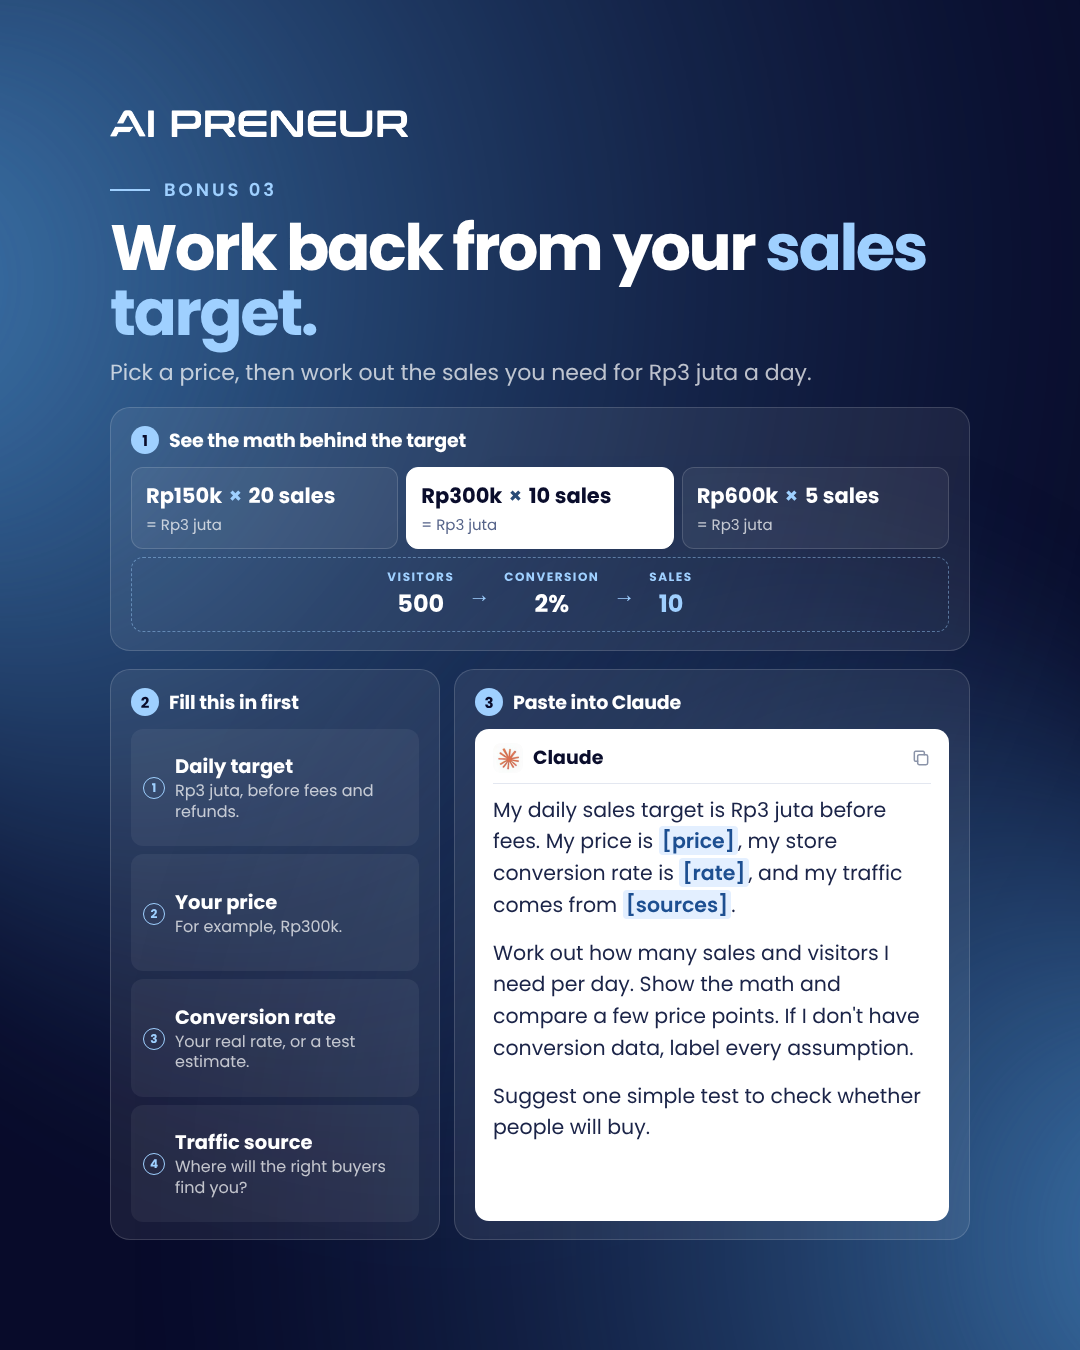 AI PRENEUR
BONUS 03
Work back from your sales
target.
Pick a price, then work out the sales you need for Rp3 juta a day.
1 See the math behind the target
Rp150k × 20 sales
= Rp3 juta
Rp300k × 10 sales
= Rp3 juta
Rp600k × 5 sales
= Rp3 juta
VISITORS
500
→
CONVERSION
2%
→
SALES
10
2 Fill this in first
1 Daily target
Rp3 juta, before fees and
refunds.
2 Your price
For example, Rp300k.
3 Conversion rate
Your real rate, or a test
estimate.
4 Traffic source
Where will the right buyers
find you?
3 Paste into Claude
Claude
My daily sales target is Rp3 juta before
fees. My price is [price], my store
conversion rate is [rate], and my traffic
comes from [sources].
Work out how many sales and visitors I
need per day. Show the math and
compare a few price points. If I don't have
conversion data, label every assumption.
Suggest one simple test to check whether
people will buy.